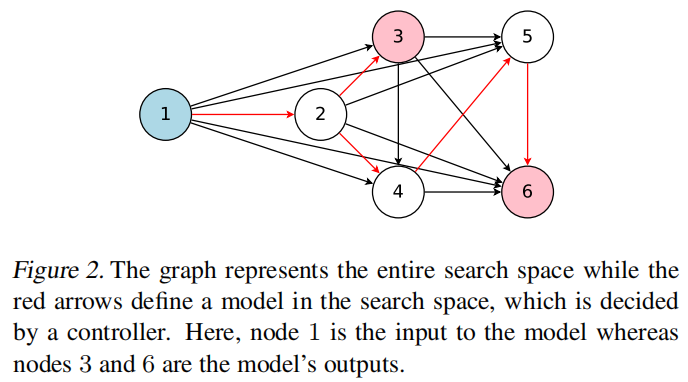 3 5
1 2
4 6
Figure 2. The graph represents the entire search space while the
red arrows define a model in the search space, which is decided
by a controller. Here, node 1 is the input to the model whereas
nodes 3 and 6 are the model's outputs.